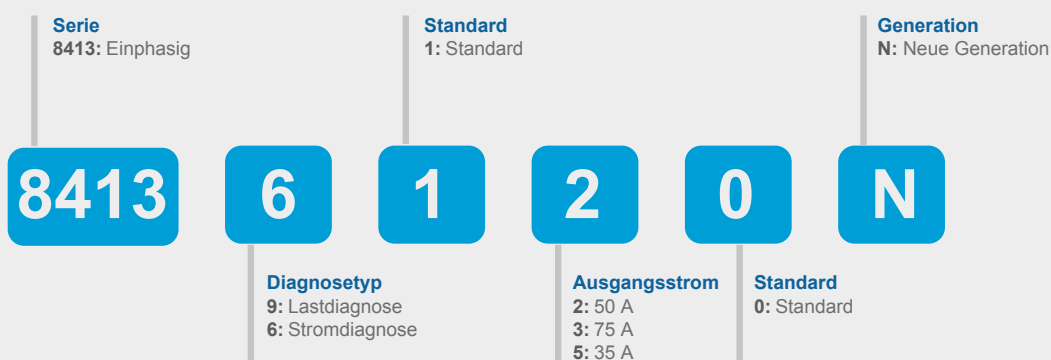 Serie
8413: Einphasig
Standard
1: Standard
Generation
N: Neue Generation
8413 6 1 2 0 N
Diagnosetyp
9: Lastdiagnose
6: Stromdiagnose
Ausgangsstrom
2: 50 A
3: 75 A
5: 35 A
Standard
0: Standard